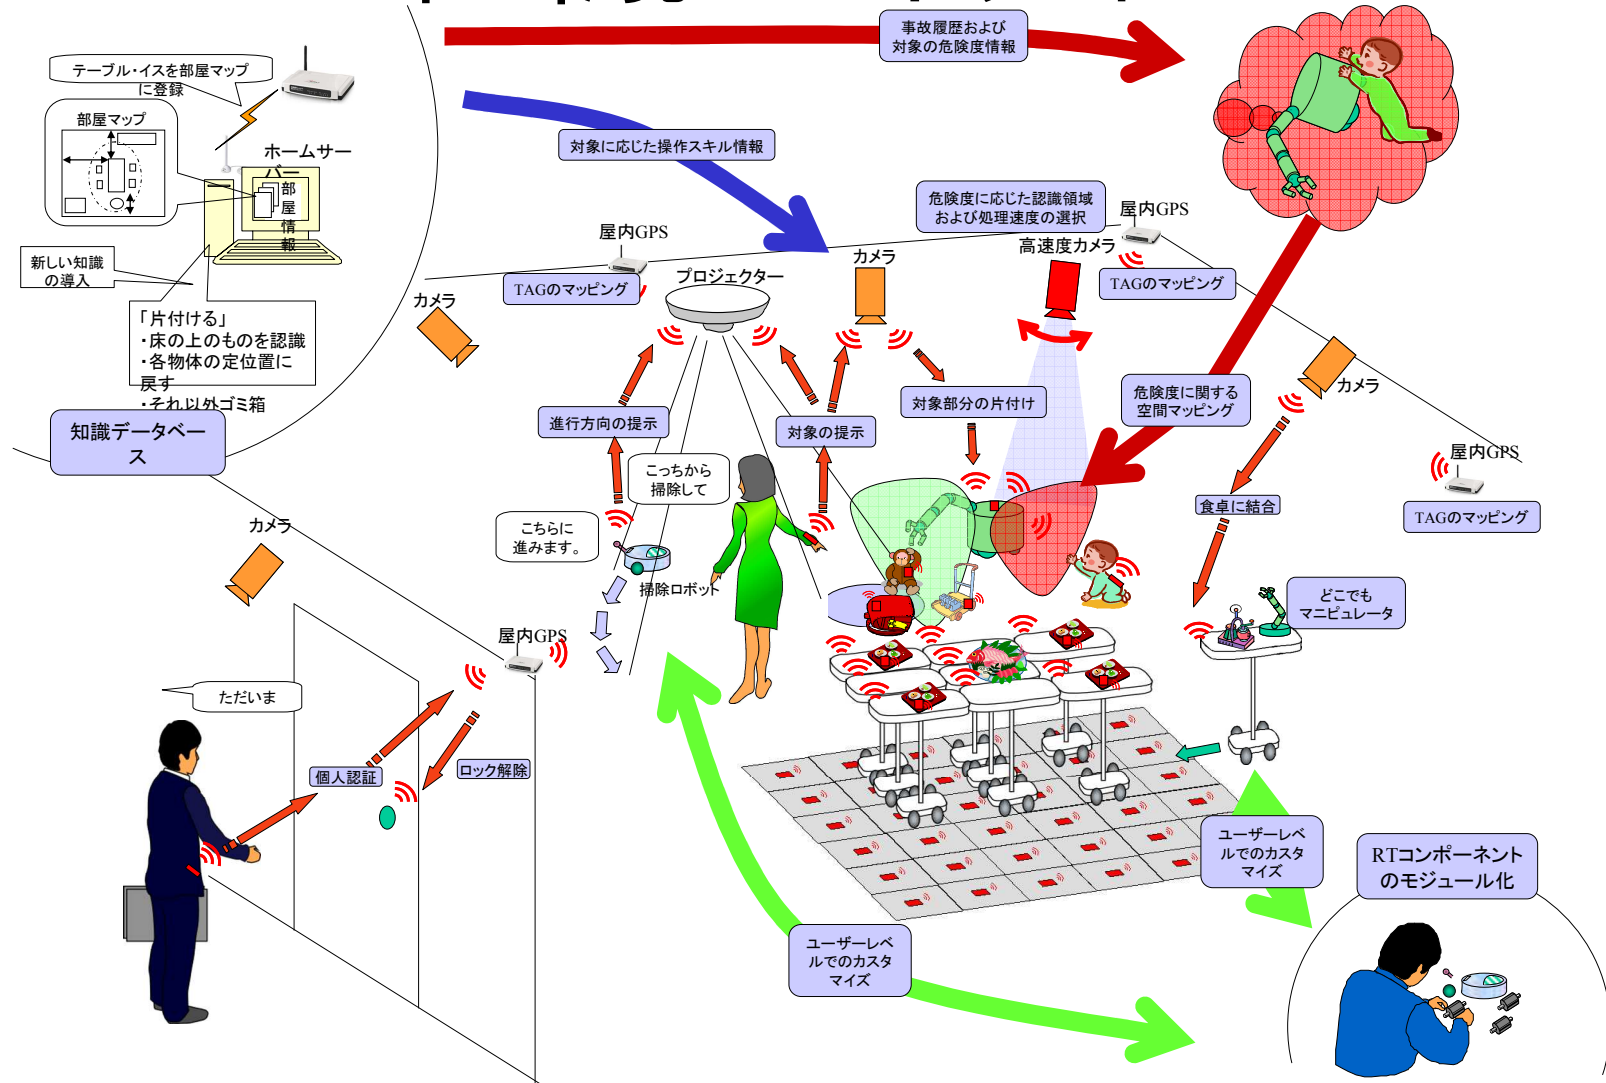 事故履歴および
対象の危険度情報
テーブル・イスを部屋マップ
に登録
部屋マップ
ホームサー
バー
部
屋
情
報
対象に応じた操作スキル情報
危険度に応じた認識領域
および処理速度の選択
屋内GPS
屋内GPS
高速度カメラ
カメラ
新しい知識
の導入
プロジェクター
TAGのマッピング
TAGのマッピング
カメラ
「片付ける」
・床の上のものを認識
・各物体の定位置に
戻す
・それ以外ゴミ箱
カメラ
知識データベー
ス
進行方向の提示
対象の提示
対象部分の片付け
危険度に関する
空間マッピング
屋内GPS
TAGのマッピング
こっちから
掃除して
こちらに
進みます。
食卓に結合
カメラ
掃除ロボット
どこでも
マニピュレータ
屋内GPS
ただいま
個人認証
ロック解除
ユーザーレベ
ルでのカスタ
マイズ
RTコンポーネント
のモジュール化
ユーザーレベ
ルでのカスタ
マイズ